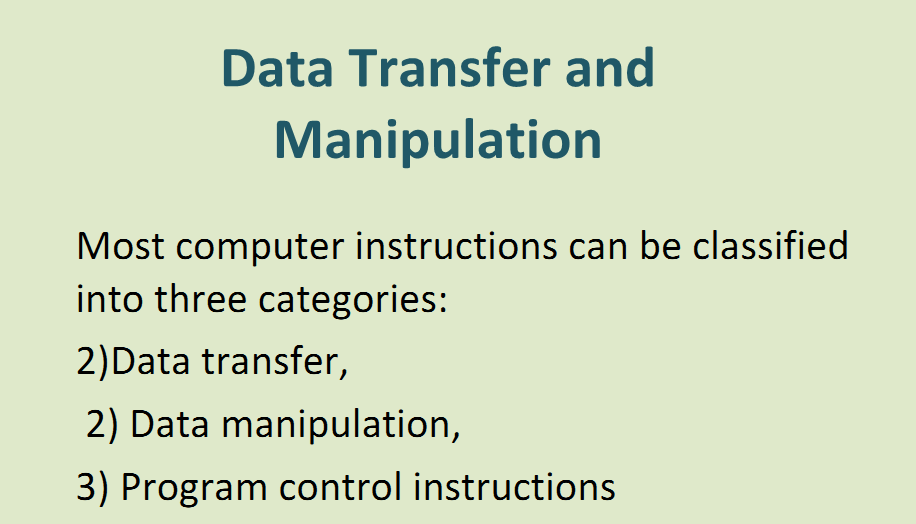 Data Transfer and
Manipulation
Most computer instructions can be classified
into three categories:
2)Data transfer,
2) Data manipulation,
3) Program control instructions